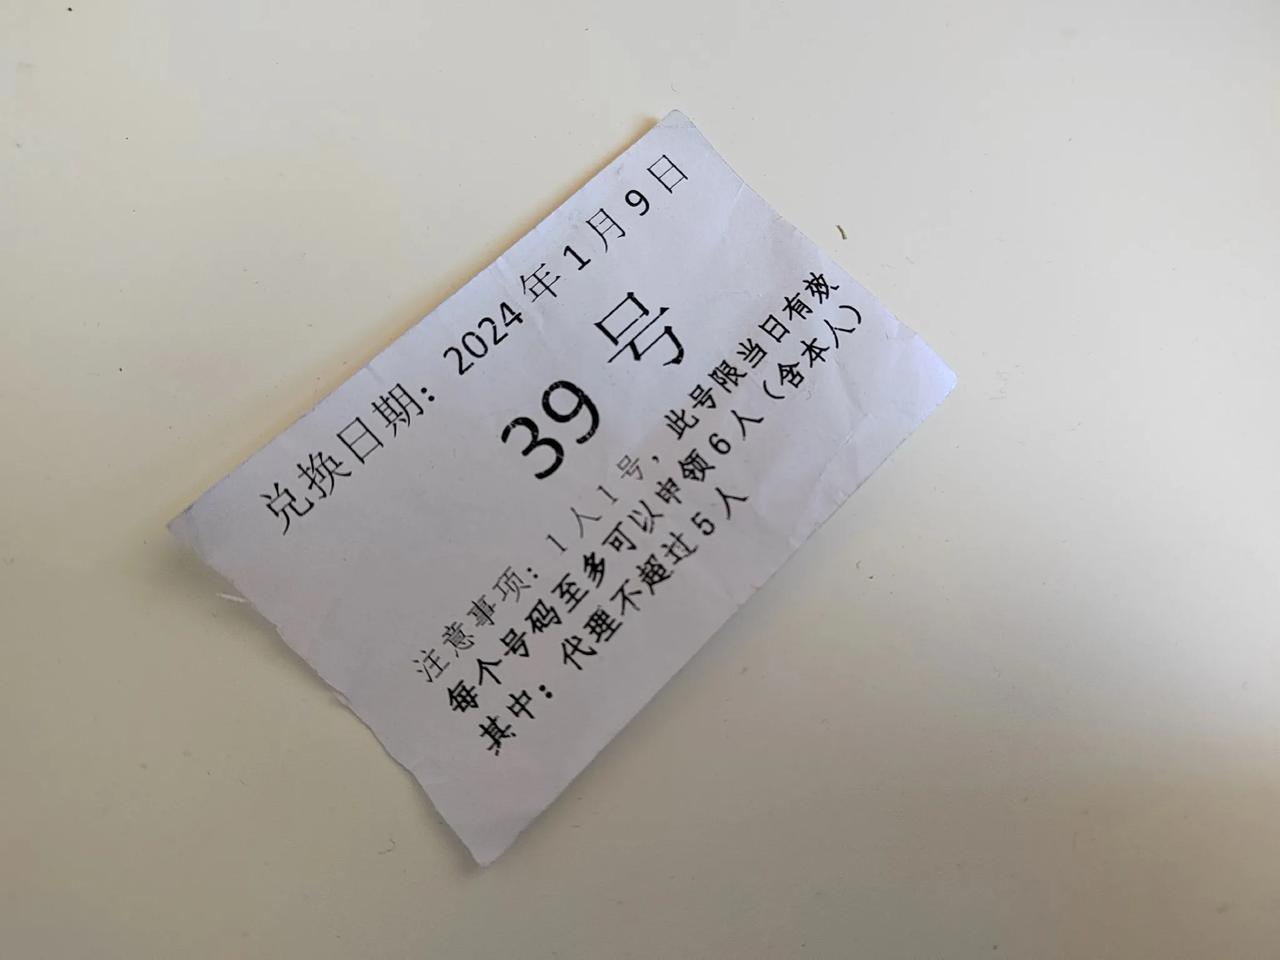 兑换日期：2024年1月9日
39号
注意事项：1人1号，此号限当日有效
每个号码至多可以申领6人（含本人）
其中：代理不超过5人